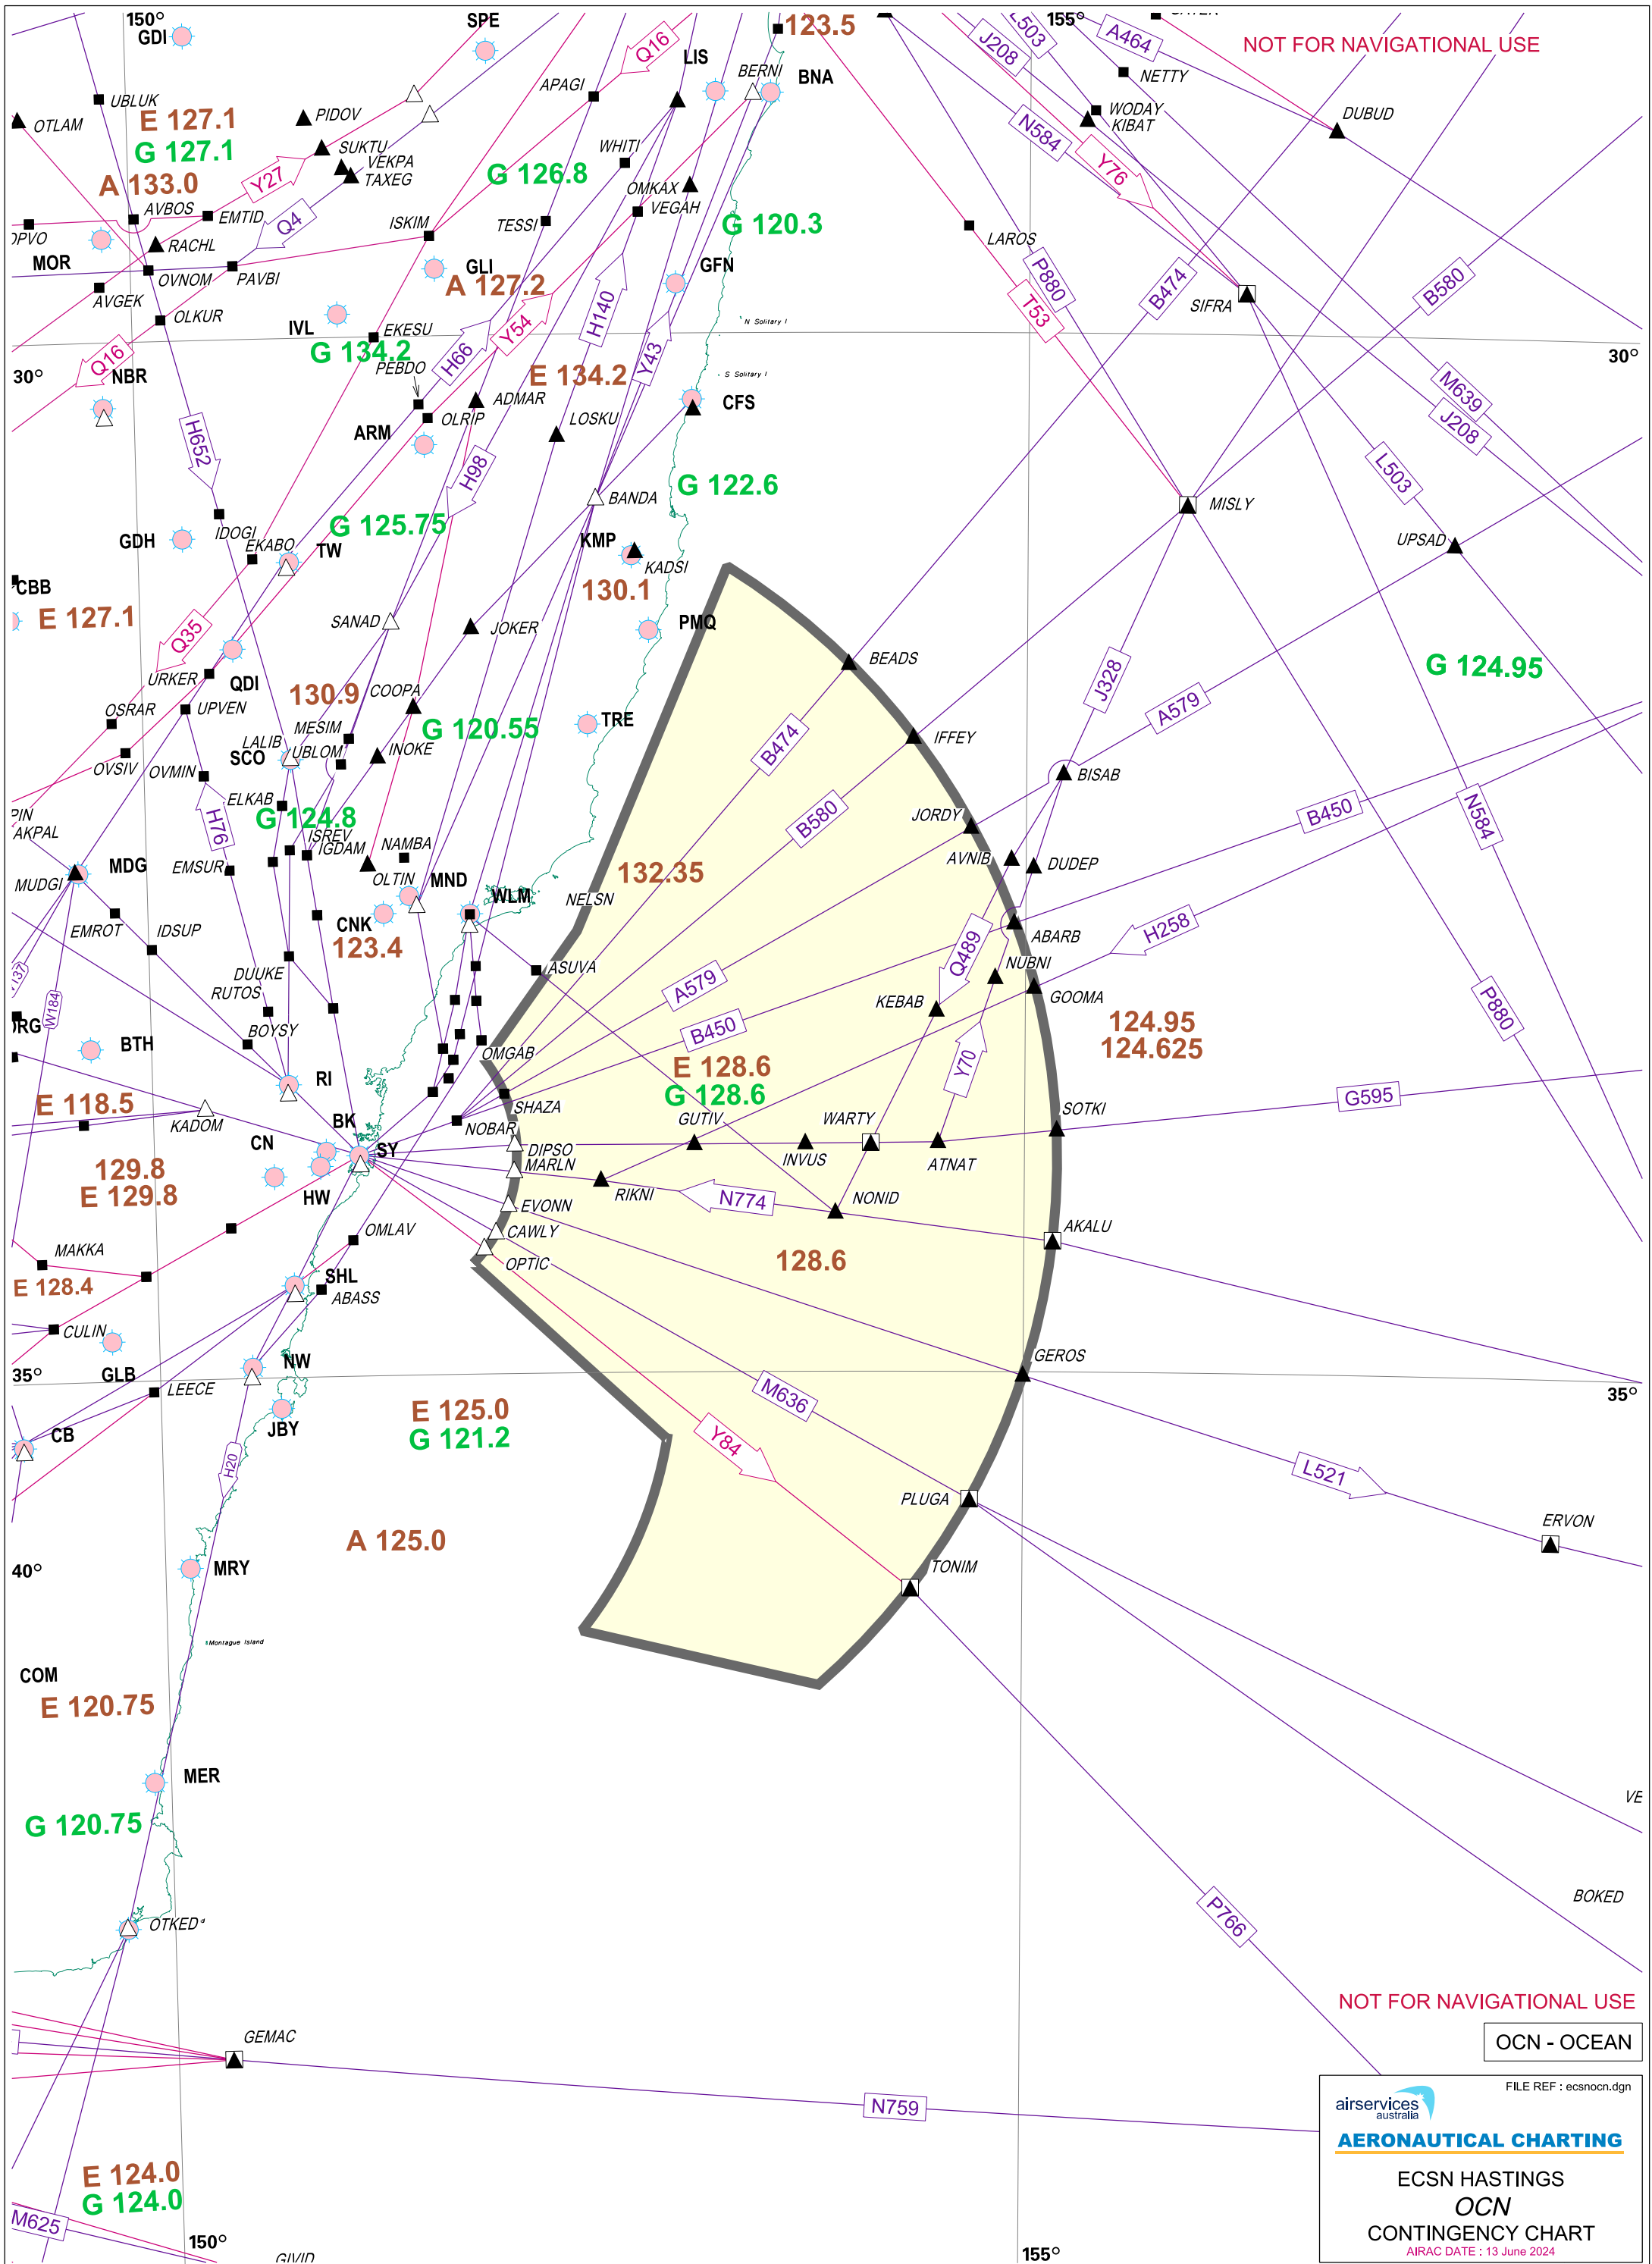 150°
GDI
SPE
Q16
LIS
BERNI
123.5
BNA
L503
155°
J208
A464
NOT FOR NAVIGATIONAL USE
NETTY
UBLUK
OTLAM
E 127.1
G 127.1
A 133.0
PIDOV
SUKTU
VEKPA
TAXEG
APAGI
WHITI
G 126.8
OMKAX
VEGAH
WODAY
KIBAT
DUBUD
N584
Y76
Y27
AVBOS
EMTID
Q4
ISKIM
TESSI
G 120.3
LAROS
P880
B474
MOR
RACHL
OVNOM
PAVBI
GLI
A 127.2
GFN
SIFRA
B580
AVGEK
OLKUR
IVL
EKESU
G 134.2
Y54
H140
N Solitary I
T53
30°
Q16
NBR
PEBDO
H66
E 134.2
Y43
S Solitary I
30°
M639
J208
ADMAR
OLRIP
ARM
LOSKU
CFS
H652
H98
BANDA
G 122.6
L503
MISLY
UPSAD
GDH
IDOGI
EKABO
G 125.75
TW
KMP
KADSI
130.1
CBB
E 127.1
Q35
SANAD
JOKER
PMQ
BEADS
J328
G 124.95
URKER
QDI
130.9
COOPA
G 120.55
TRE
B474
IFFEY
A579
OSRAR
UPVEN
MESIM
LALIB
UBLOM
INOKE
SCO
OVSIV
OVMIN
BISAB
ELKAB
G 124.8
B580
JORDY
B450
N584
PIN
AKPAL
H76
ISREV
IGDAM
NAMBA
OLTIN
AVNIB
DUDEP
MUDGI
MDG
EMSUR
132.35
MND
WLM
NELSN
EMROT
IDSUP
CNK
123.4
ABARB
H258
Q489
W184
DUUKE
RUTOS
ASUVA
A579
NUBNI
GOOMA
KEBAB
P880
BTH
BOYSY
B450
124.95
124.625
OMGAB
E 128.6
G 128.6
Y70
RI
E 118.5
KADOM
BK
SHAZA
NOBAR
GUTIV
WARTY
SOTKI
G595
CN
SY
DIPSO
MARLN
INVUS
ATNAT
129.8
E 129.8
HW
RIKNI
N774
NONID
EVONN
CAWLY
OPTIC
OMLAV
AKALU
MAKKA
E 128.4
SHL
ABASS
128.6
CULIN
GLB
NW
GEROS
35°
LEECE
M636
35°
JBY
E 125.0
G 121.2
CB
H20
Y84
L521
PLUGA
A 125.0
ERVON
40°
MRY
TONIM
Montague Island
COM
E 120.75
MER
G 120.75
VE
OTKED
BOKED
P766
NOT FOR NAVIGATIONAL USE
GEMAC
OCN - OCEAN
N759
FILE REF : ecsnocn.dgn
airservices
australia
AERONAUTICAL CHARTING
E 124.0
G 124.0
ECSN HASTINGS
OCN
CONTINGENCY CHART
AIRAC DATE : 13 June 2024
M625
150°
GIVID
155°